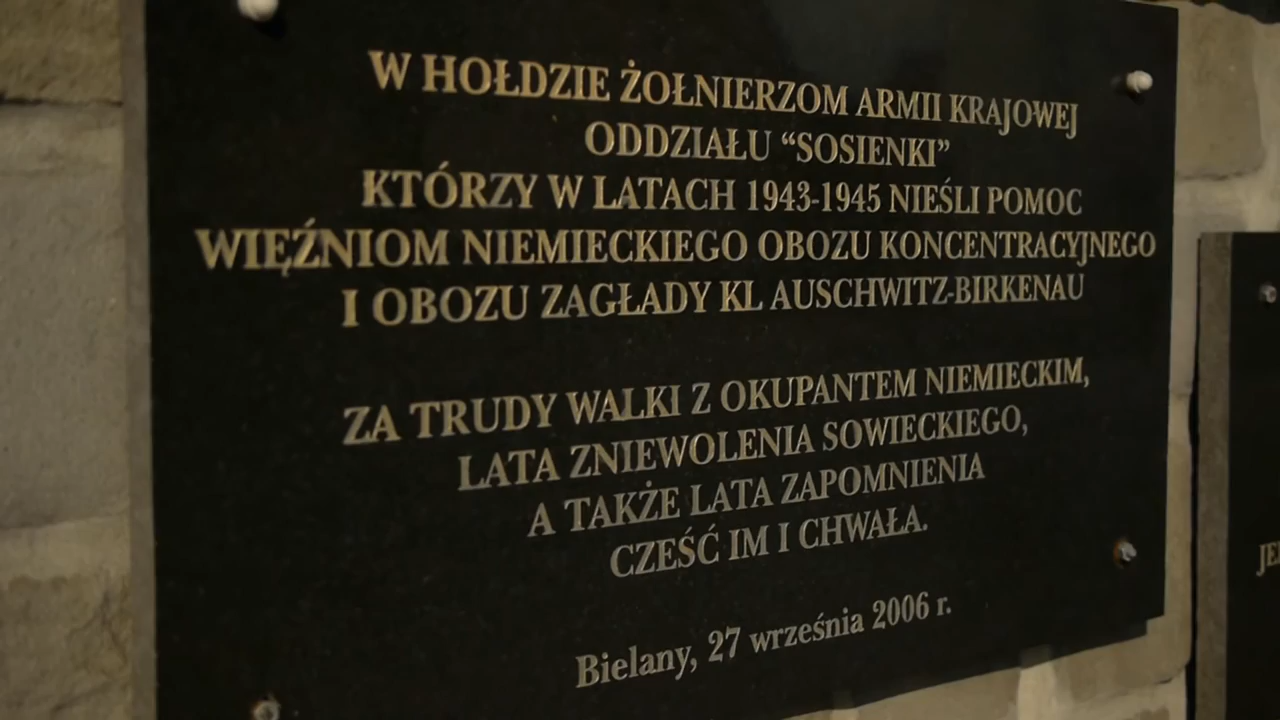 W HOŁDZIE ŻOŁNIERZOM ARMII KRAJOWEJ
ODDZIAŁU “SOSIENKI”
KTÓRZY W LATACH 1943-1945 NIEŚLI POMOC
WIĘŹNIOM NIEMIECKIEGO OBOZU KONCENTRACYJNEGO
I OBOZU ZAGŁADY KL AUSCHWITZ-BIRKENAU
ZA TRUDY WALKI Z OKUPANTEM NIEMIECKIM,
LATA ZNIEWOLENIA SOWIECKIEGO,
A TAKŻE LATA ZAPOMNIENIA
CZEŚĆ IM I CHWAŁA.
Bielany, 27 września 2006 r.